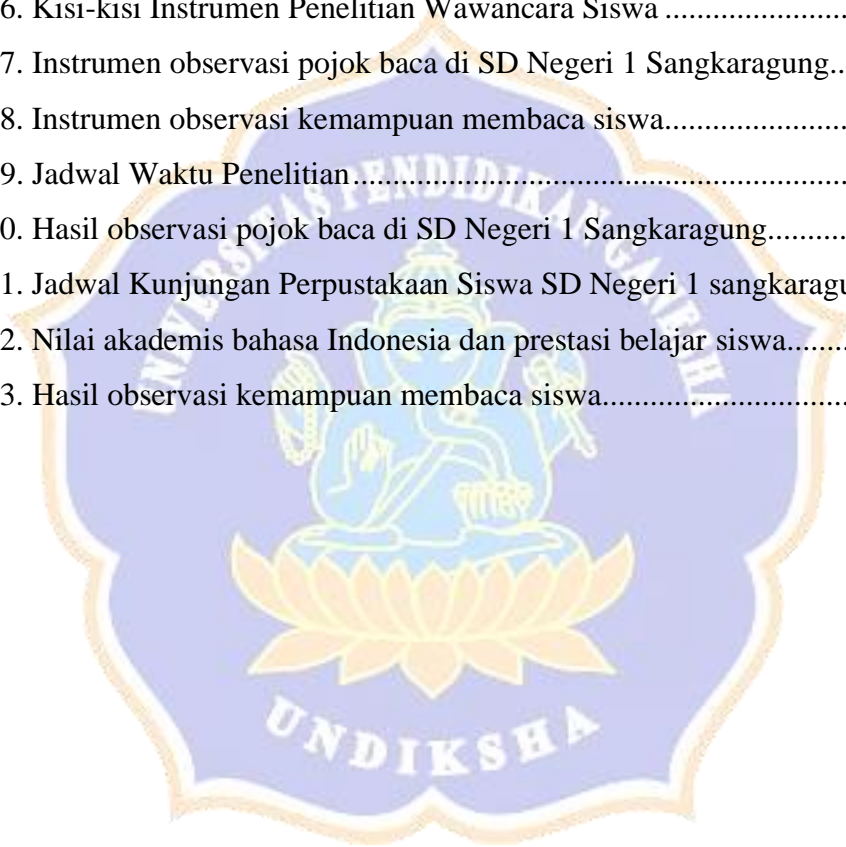 6. Kisi-kisi Instrumen Penelitian Wawancara Siswa ......................
7. Instrumen observasi pojok baca di SD Negeri 1 Sangkaragung..
8. Instrumen observasi kemampuan membaca siswa.......................
9. Jadwal Waktu Penelitian.............................................................
0. Hasil observasi pojok baca di SD Negeri 1 Sangkaragung..........
1. Jadwal Kunjungan Perpustakaan Siswa SD Negeri 1 sangkaragu
2. Nilai akademis bahasa Indonesia dan prestasi belajar siswa........
3. Hasil observasi kemampuan membaca siswa..............................
UNIVERSITAS PENDIDIKAN GANESHA
UNDIKSHA